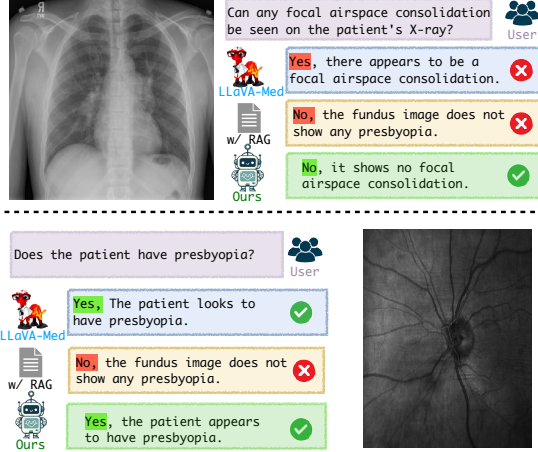 Can any focal airspace consolidation
be seen on the patient's X-ray?
User
Yes, there appears to be a
focal airspace consolidation.
LLaVA-Med
No, the fundus image does not
show any presbyopia.
w/ RAG
No, it shows no focal
airspace consolidation.
Ours
Does the patient have presbyopia?
User
Yes, The patient looks to
have presbyopia.
LLaVA-Med
No, the fundus image does not
show any presbyopia.
w/ RAG
Yes, the patient appears
to have presbyopia.
Ours